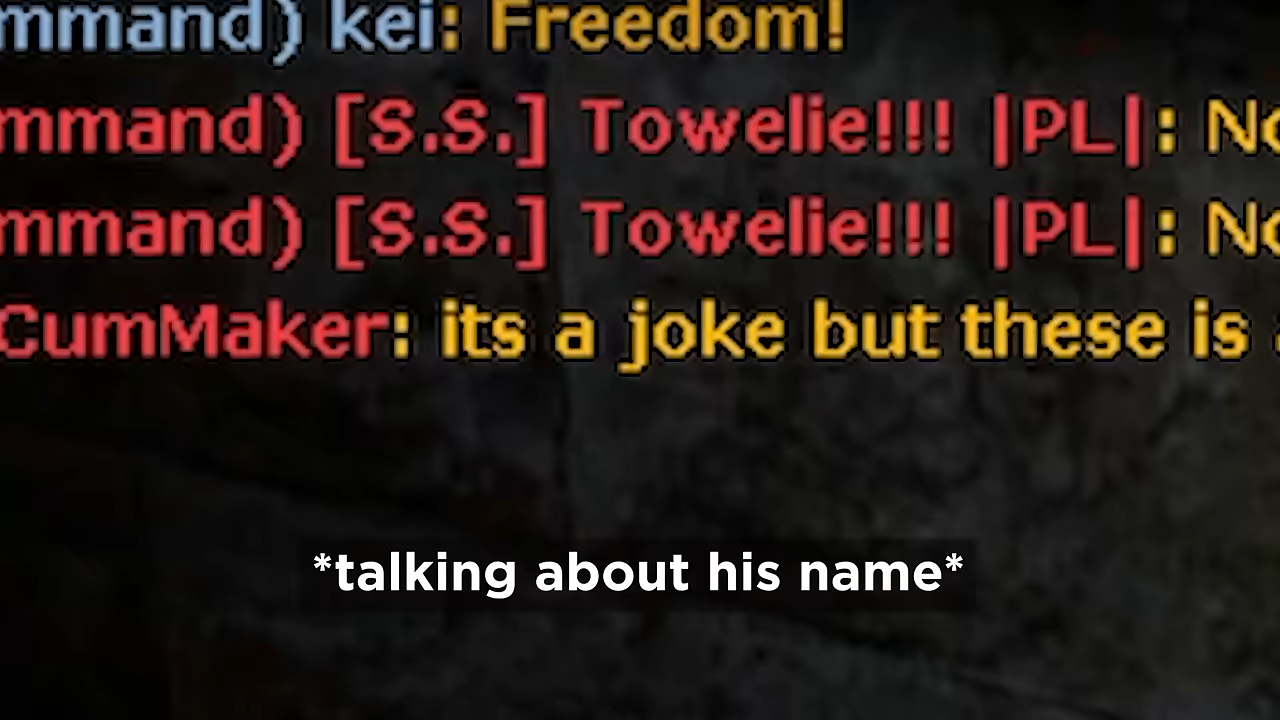 mmand) kei: Freedom!
mmand) [S.S.] Towelie!!! |PL|: No
mmand) [S.S.] Towelie!!! |PL|: No
CumMaker: its a joke but these is
*talking about his name*